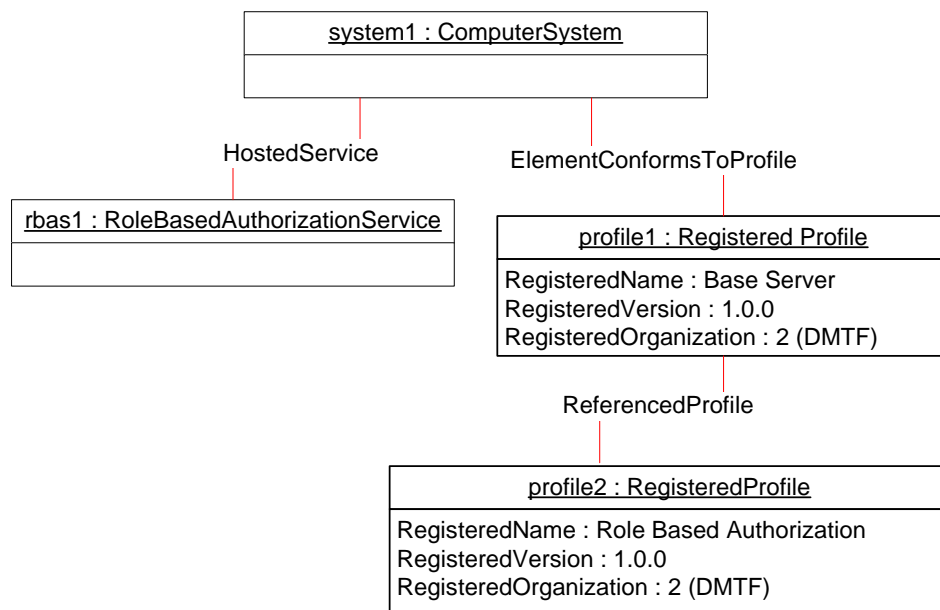 system1 : ComputerSystem
HostedService
ElementConformsToProfile
rbas1 : RoleBasedAuthorizationService
profile1 : Registered Profile
RegisteredName : Base Server
RegisteredVersion : 1.0.0
RegisteredOrganization : 2 (DMTF)
ReferencedProfile
profile2 : RegisteredProfile
RegisteredName : Role Based Authorization
RegisteredVersion : 1.0.0
RegisteredOrganization : 2 (DMTF)